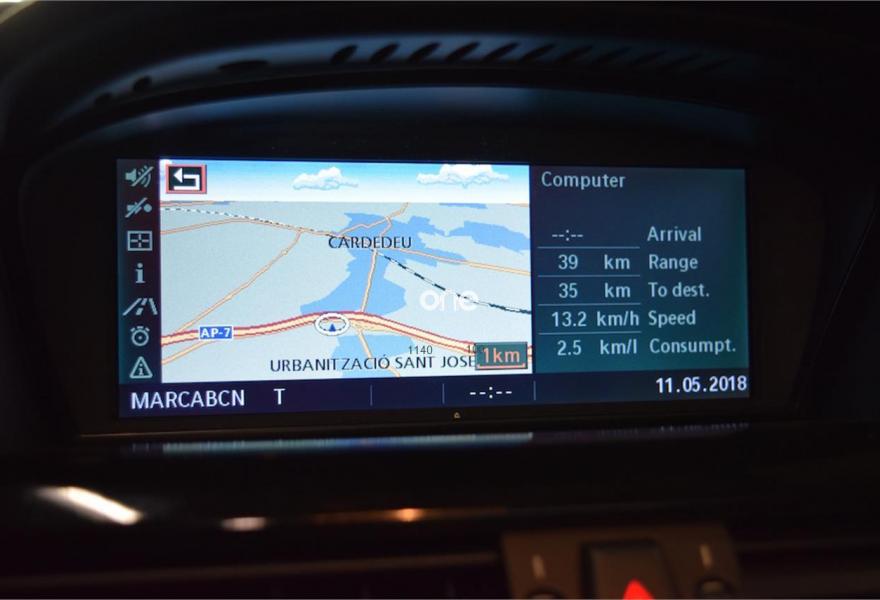 Computer
CARDEDEU
--:-- Arrival
39 km Range
one
35 km To dest.
AP-7
13.2 km/h Speed
1140
1km
2.5 km/l Consumpt.
URBANITZACIÓ SANT JOSE
MARCABCN T --:-- 11.05.2018